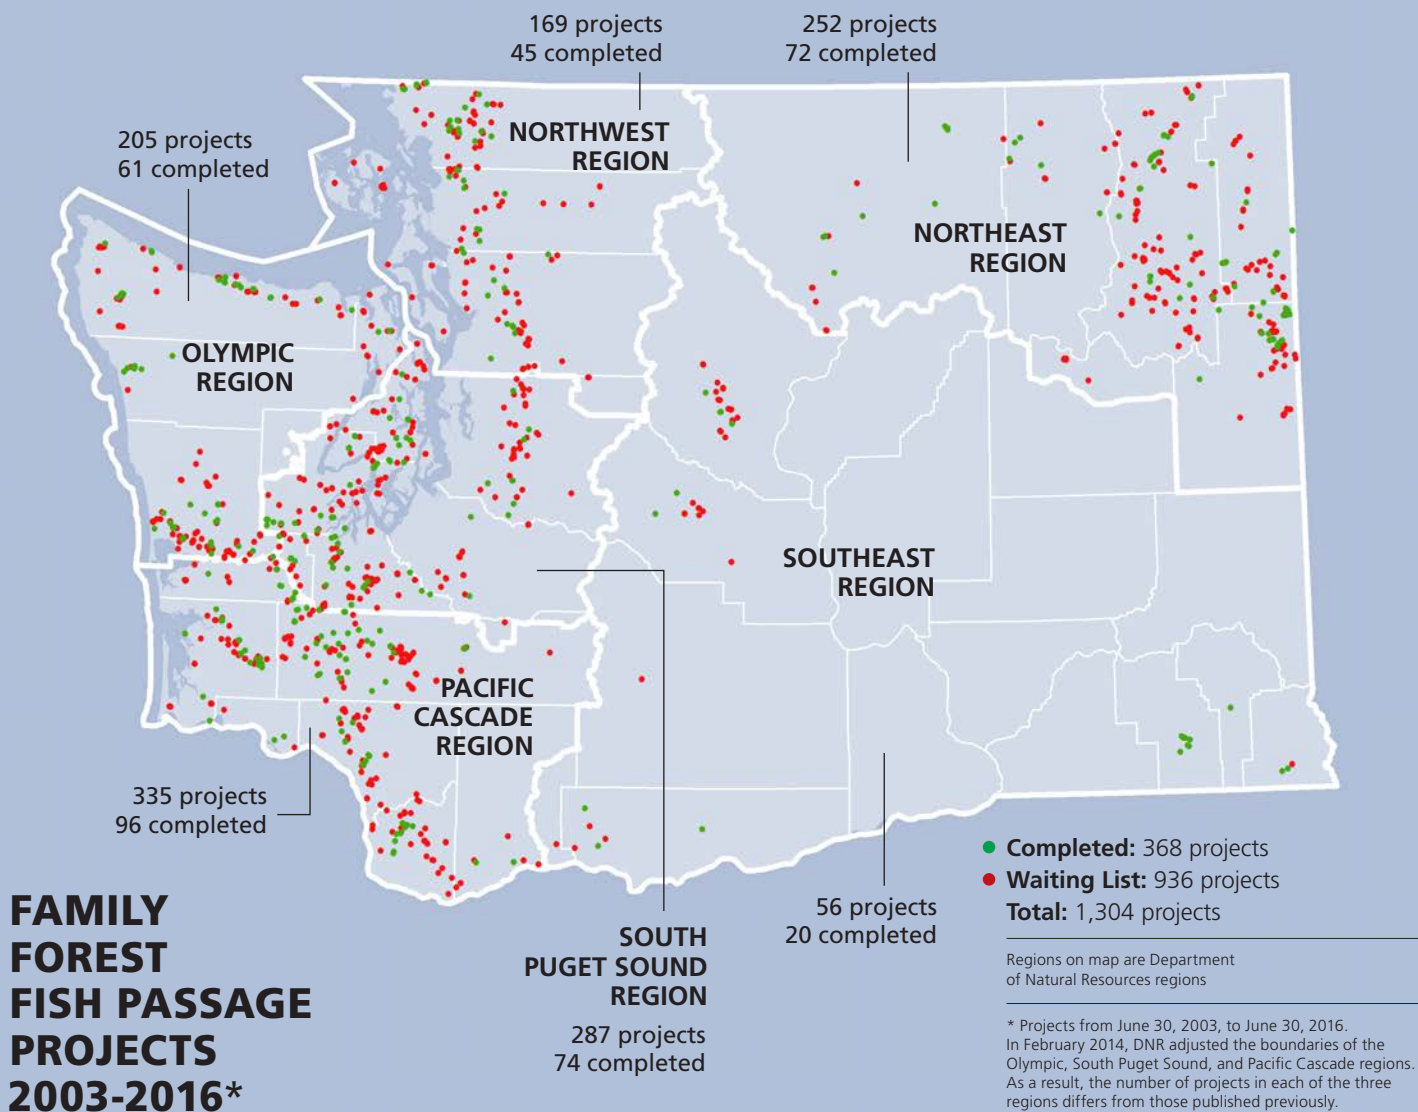 169 projects
45 completed
252 projects
72 completed
205 projects
61 completed
NORTHWEST
REGION
NORTHEAST
REGION
OLYMPIC
REGION
SOUTHEAST
REGION
PACIFIC
CASCADE
REGION
335 projects
96 completed
56 projects
20 completed
SOUTH
PUGET SOUND
REGION
287 projects
74 completed
Completed: 368 projects
Waiting List: 936 projects
Total: 1,304 projects
Regions on map are Department
of Natural Resources regions
* Projects from June 30, 2003, to June 30, 2016.
In February 2014, DNR adjusted the boundaries of the
Olympic, South Puget Sound, and Pacific Cascade regions.
As a result, the number of projects in each of the three
regions differs from those published previously.
FAMILY
FOREST
FISH PASSAGE
PROJECTS
2003-2016*